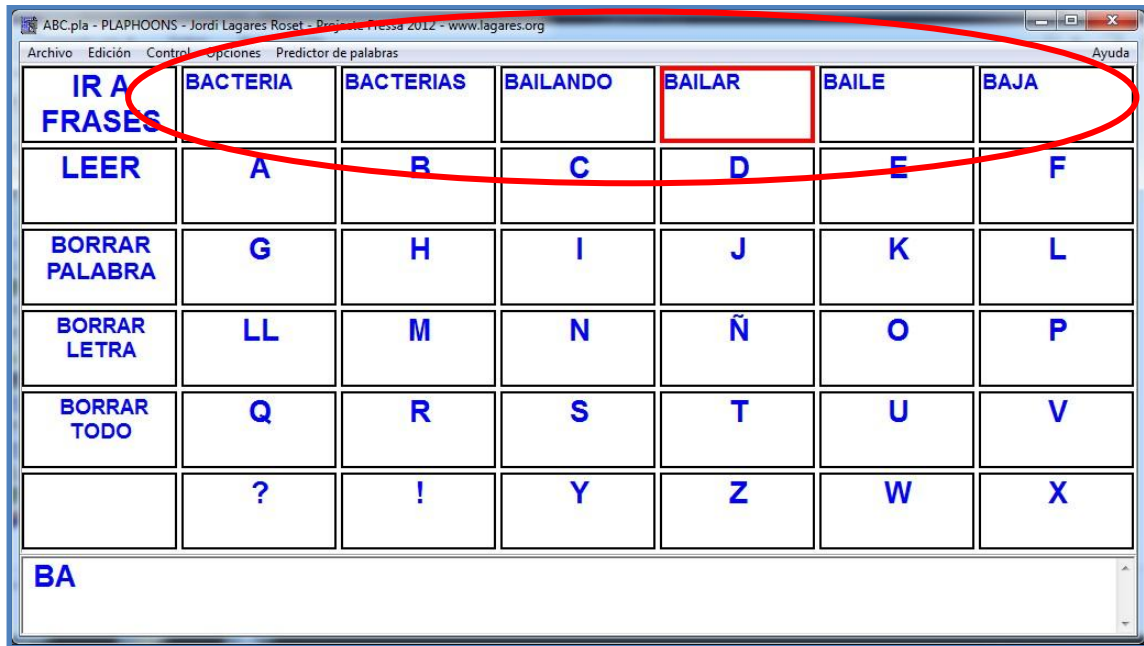 ABC.pla - PLAPHOONS - Jordi Lagares Roset - Projecte Fressa 2012 - www.lagares.org
Archivo Edición Control Opciones Predictor de palabras Ayuda
IR A
FRASES
BACTERIA BACTERIAS BAILANDO BAILAR BAILE BAJA
LEER A B C D E F
BORRAR
PALABRA
G H I J K L
BORRAR
LETRA
LL M N Ñ O P
BORRAR
TODO
Q R S T U V
? ! Y Z W X
BA